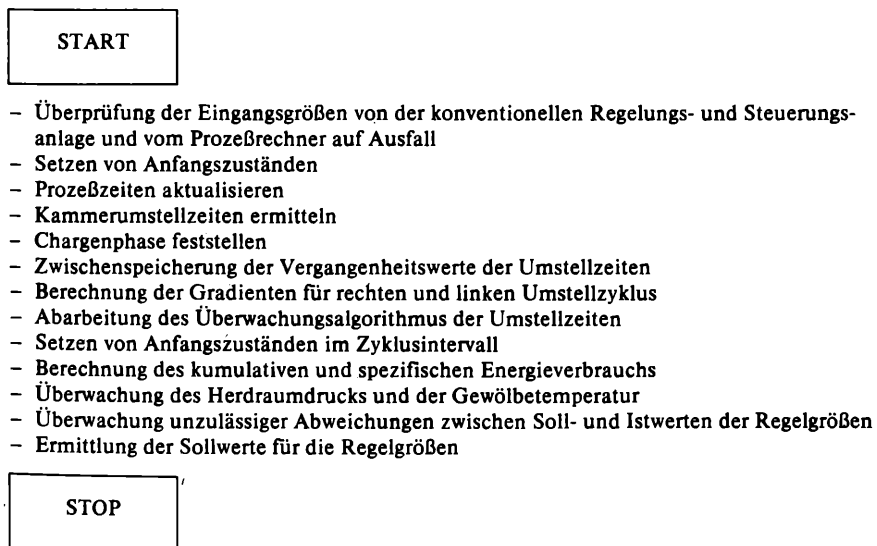 START
– Überprüfung der Eingangsgrößen von der konventionellen Regelungs- und Steuerungs-
anlage und vom Prozeßrechner auf Ausfall
– Setzen von Anfangszuständen
– Prozeßzeiten aktualisieren
– Kammerumstellzeiten ermitteln
– Chargenphase feststellen
– Zwischenspeicherung der Vergangenheitswerte der Umstellzeiten
– Berechnung der Gradienten für rechten und linken Umstellzyklus
– Abarbeitung des Überwachungsalgorithmus der Umstellzeiten
– Setzen von Anfangszuständen im Zyklusintervall
– Berechnung des kumulativen und spezifischen Energieverbrauchs
– Überwachung des Herdraumdrucks und der Gewölbetemperatur
– Überwachung unzulässiger Abweichungen zwischen Soll- und Istwerten der Regelgrößen
– Ermittlung der Sollwerte für die Regelgrößen
STOP